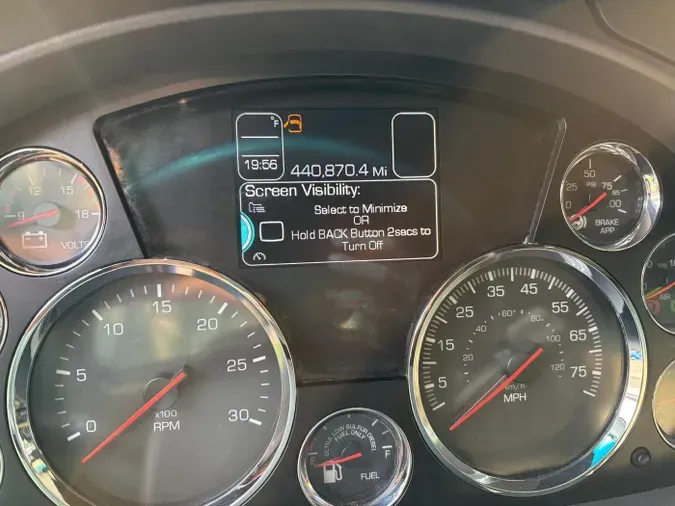 °F
19:56
440,870.4 Mi
Screen Visibility:
Select to Minimize
OR
Hold BACK Button 2secs to
Turn Off
9 12 15 18
VOLTS
0 10 15 20 25 30
x100
RPM
ULTRA LOW SULFUR DIESEL
FUEL ONLY
F
FUEL
5 15 25 35 45 55 65 75
20 60 80 100 120
km/h
MPH
0 25 50 75
PSI
BRAKE
APP
AIR